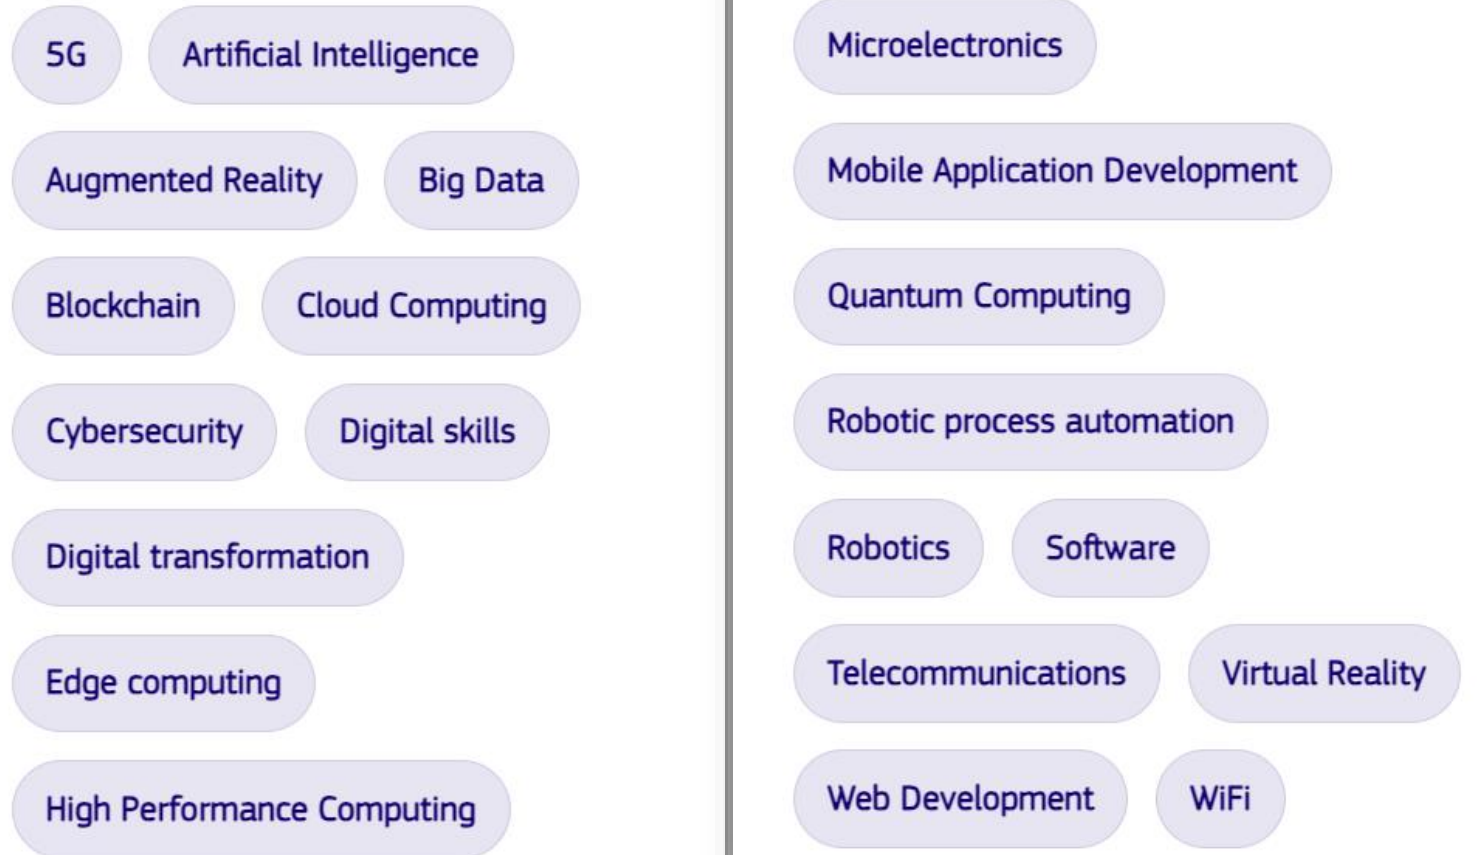 5G Artificial Intelligence
Augmented Reality Big Data
Blockchain Cloud Computing
Cybersecurity Digital skills
Digital transformation
Edge computing
High Performance Computing
Microelectronics
Mobile Application Development
Quantum Computing
Robotic process automation
Robotics Software
Telecommunications Virtual Reality
Web Development WiFi